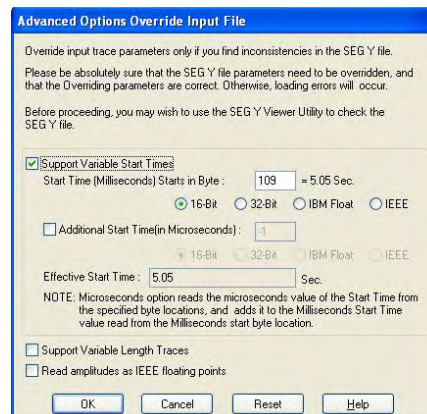 Advanced Options Override Input File
Override input trace parameters only if you find inconsistencies in the SEG Y file.
Please be absolutely sure that the SEG Y file parameters need to be overridden, and
that the Overriding parameters are correct. Otherwise, loading errors will occur.
Before proceeding, you may wish to use the SEG Y Viewer Utility to check the
SEG Y file.
Support Variable Start Times
Start Time (Milliseconds) Starts in Byte : 109 = 5.05 Sec.
16-Bit 32-Bit IBM Float IEEE
Additional Start Time(in Microseconds) : -1
16-Bit 32-Bit IBM Float IEEE
Effective Start Time : 5.05 Sec.
NOTE: Microseconds option reads the microseconds value of the Start Time from
the specified byte locations, and adds it to the Milliseconds Start Time
value read from the Milliseconds start byte location.
Support Variable Length Traces
Read amplitudes as IEEE floating points
OK Cancel Reset Help